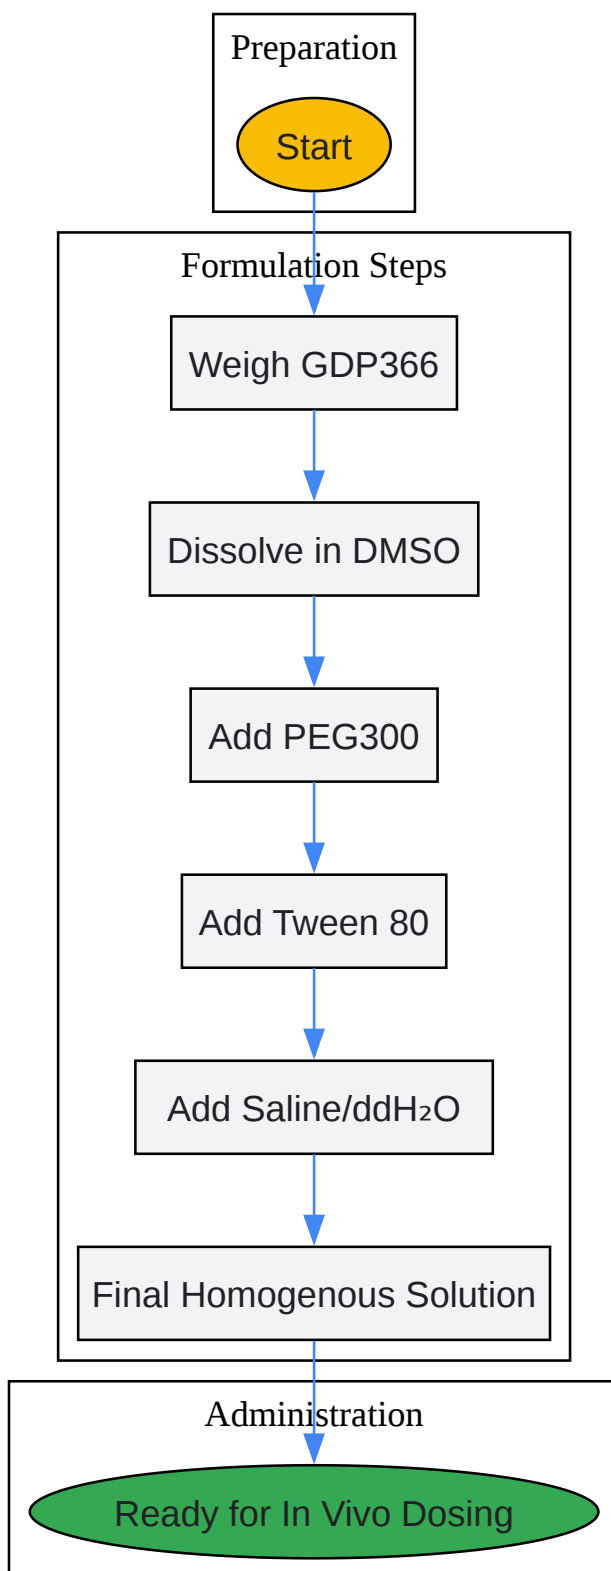 Preparation
Start
Formulation Steps
Weigh GDP366
Dissolve in DMSO
Add PEG300
Add Tween 80
Add Saline/ddH₂O
Final Homogenous Solution
Administration
Ready for In Vivo Dosing